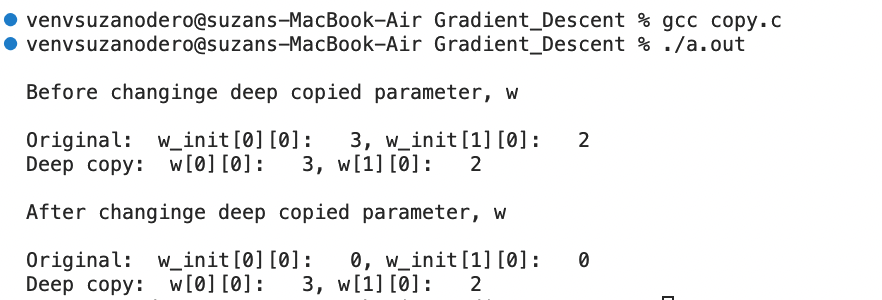 venvsuzanodero@suzans-MacBook-Air Gradient_Descent % gcc copy.c
venvsuzanodero@suzans-MacBook-Air Gradient_Descent % ./a.out
Before changinge deep copied parameter, w
Original:  w_init[0][0]:   3, w_init[1][0]:   2
Deep copy:  w[0][0]:   3, w[1][0]:   2
After changinge deep copied parameter, w
Original:  w_init[0][0]:   0, w_init[1][0]:   0
Deep copy:  w[0][0]:   3, w[1][0]:   2